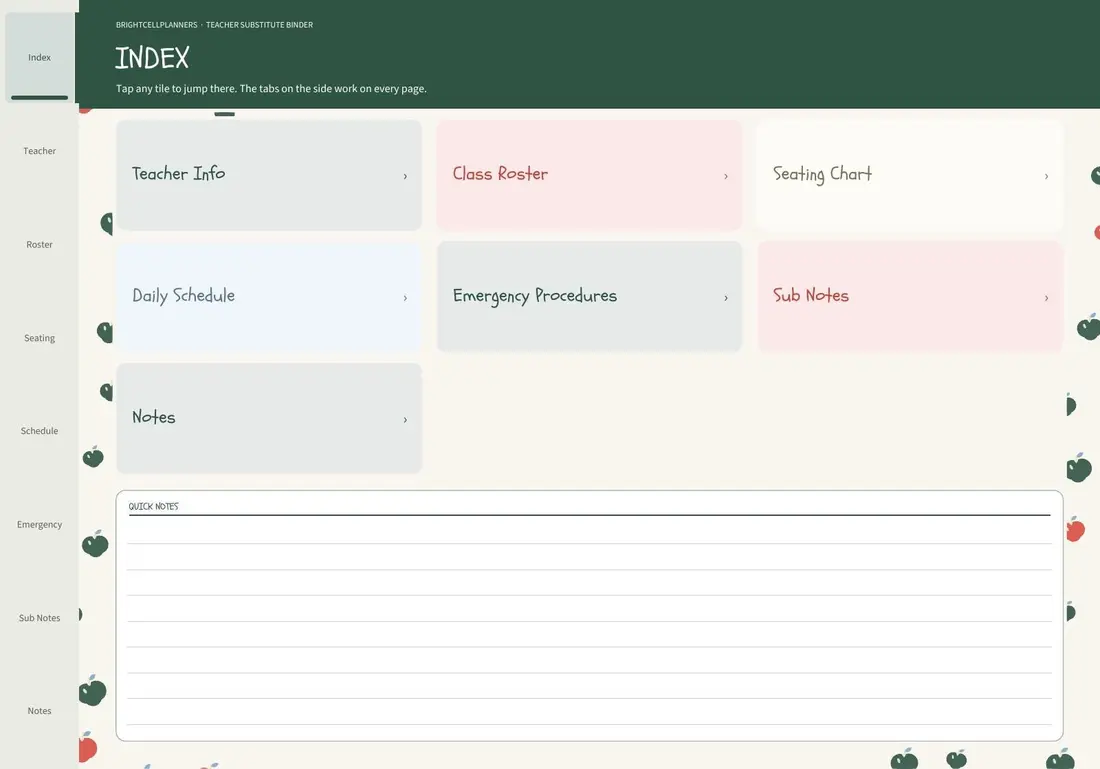 BRIGHTCELLPLANNERS · TEACHER SUBSTITUTE BINDER
INDEX
Tap any tile to jump there. The tabs on the side work on every page.
Index
Teacher
Roster
Seating
Schedule
Emergency
Sub Notes
Notes
Teacher Info ›
Class Roster ›
Seating Chart ›
Daily Schedule ›
Emergency Procedures ›
Sub Notes ›
Notes ›
QUICK NOTES